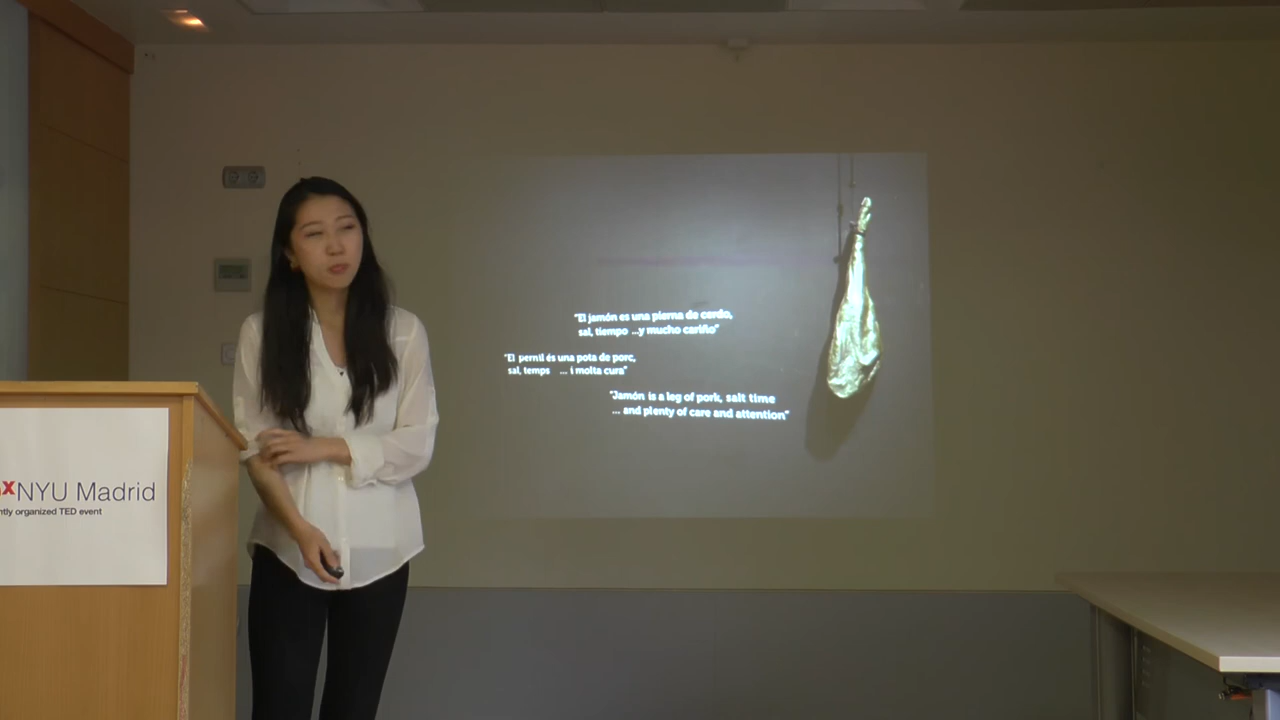 xNYU Madrid
ntly organized TED event
"El jamón es una pierna de cerdo,
sal, tiempo ...y mucho cariño"
"El pernil és una pota de porc,
sal, temps ... i molta cura"
"Jamón is a leg of pork, salt time
... and plenty of care and attention"